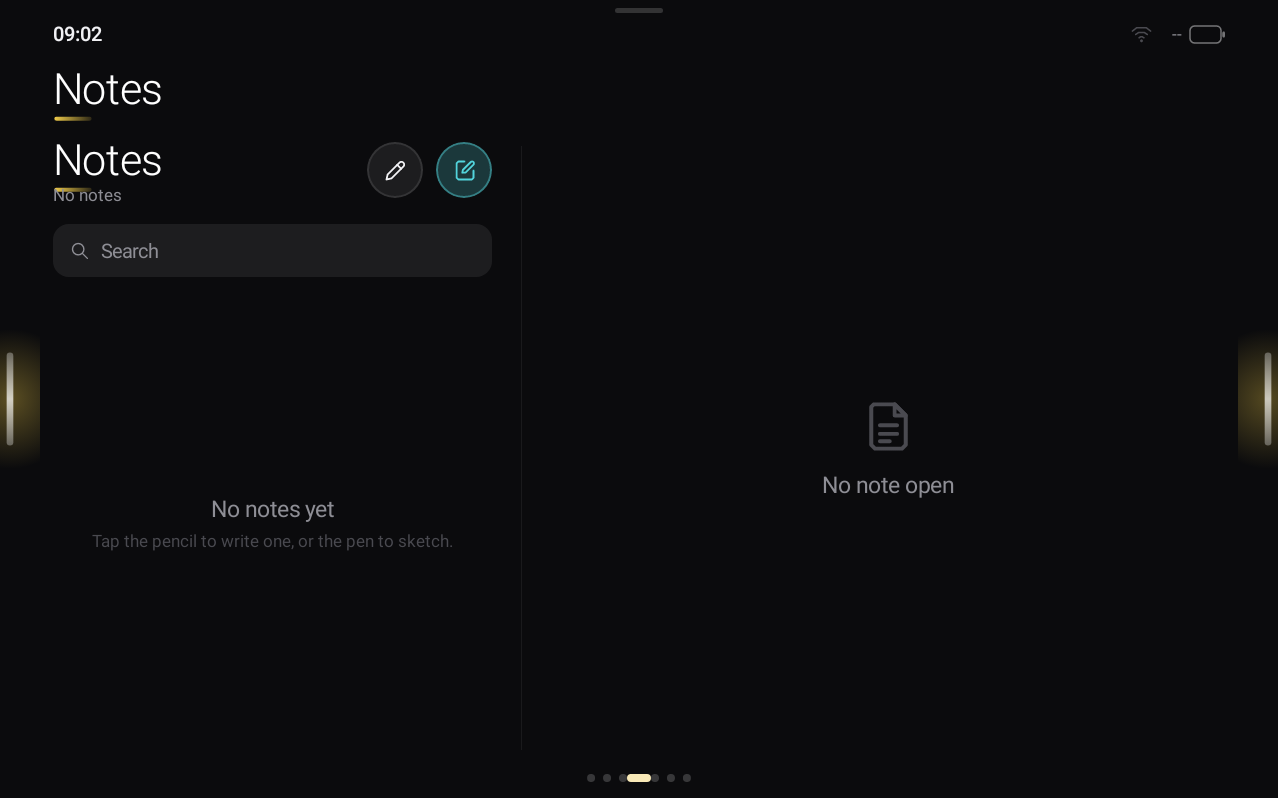 09:02
--
Notes
Notes
No notes
Search
No notes yet
Tap the pencil to write one, or the pen to sketch.
No note open